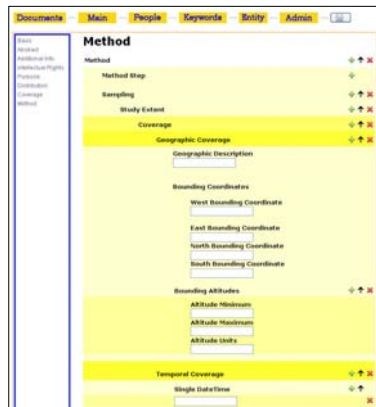 Documents Main People Keywords Entity Admin
Basic
Abstract
Additional Info
Intellectual Rights
Purpose
Distribution
Coverage
Method
Method
Method
Method Step
Sampling
Study Extent
Coverage
Geographic Coverage
Geographic Description
Bounding Coordinates
West Bounding Coordinate
East Bounding Coordinate
North Bounding Coordinate
South Bounding Coordinate
Bounding Altitudes
Altitude Minimum
Altitude Maximum
Altitude Units
Temporal Coverage
Single DateTime